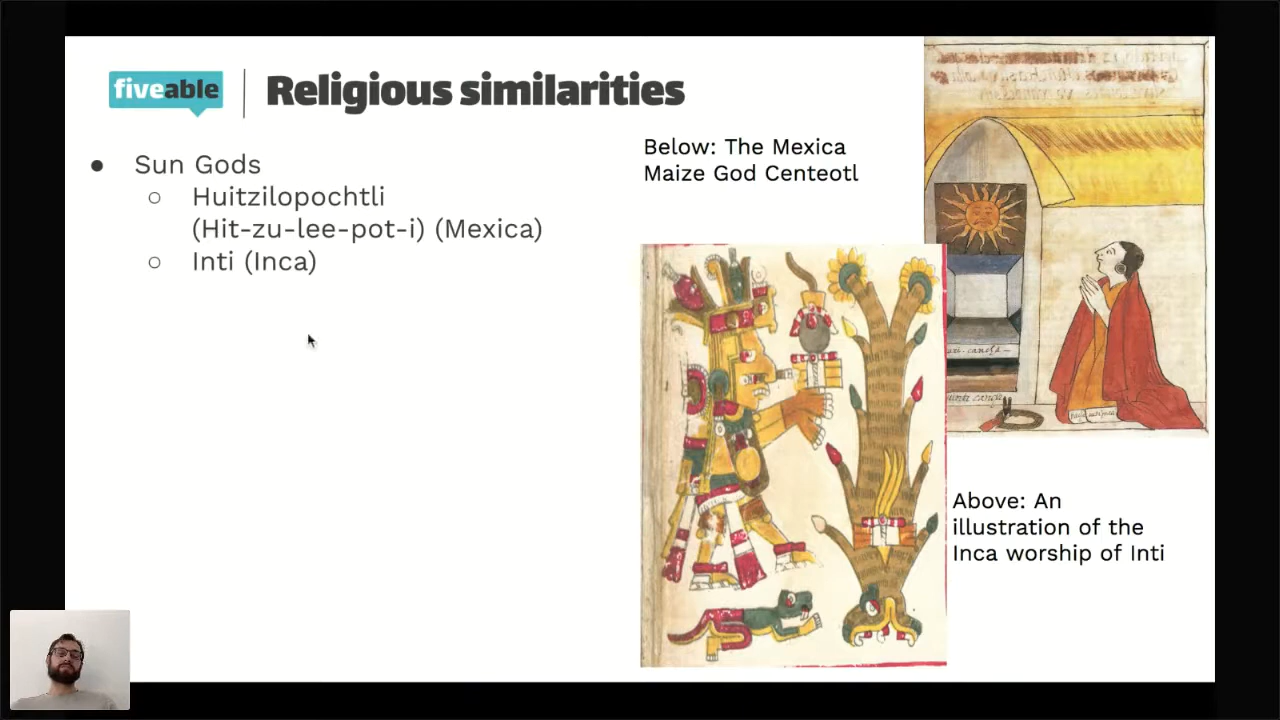 fiveable
Religious similarities
● Sun Gods
○ Huitzilopochtli
(Hit-zu-lee-pot-i) (Mexica)
○ Inti (Inca)
Below: The Mexica
Maize God Centeotl
Above: An
illustration of the
Inca worship of Inti